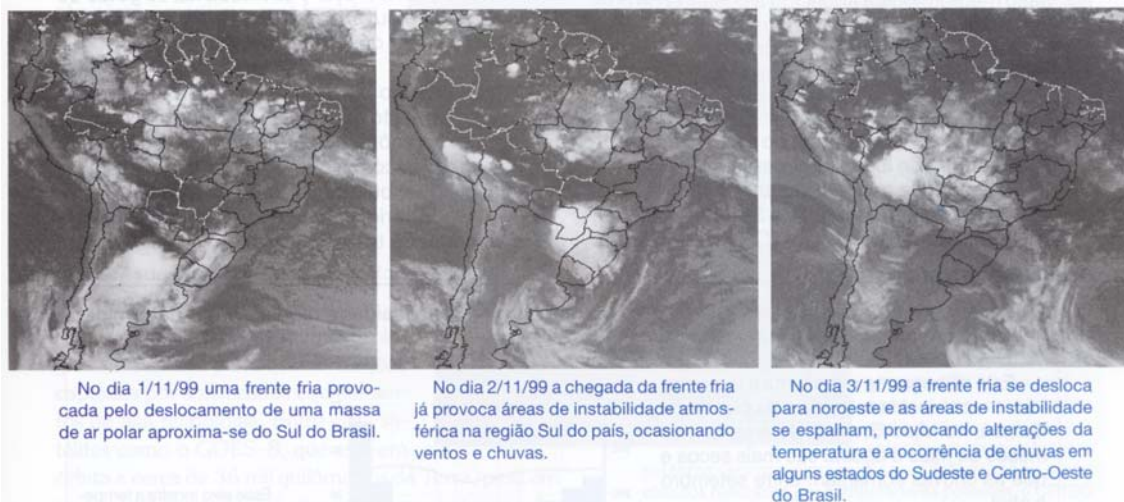 No dia 1/11/99 uma frente fria provo-
cada pelo deslocamento de uma massa
de ar polar aproxima-se do Sul do Brasil.
No dia 2/11/99 a chegada da frente fria
já provoca áreas de instabilidade atmos-
férica na região Sul do país, ocasionando
ventos e chuvas.
No dia 3/11/99 a frente fria se desloca
para noroeste e as áreas de instabilidade
se espalham, provocando alterações da
temperatura e a ocorrência de chuvas em
alguns estados do Sudeste e Centro-Oeste
do Brasil.